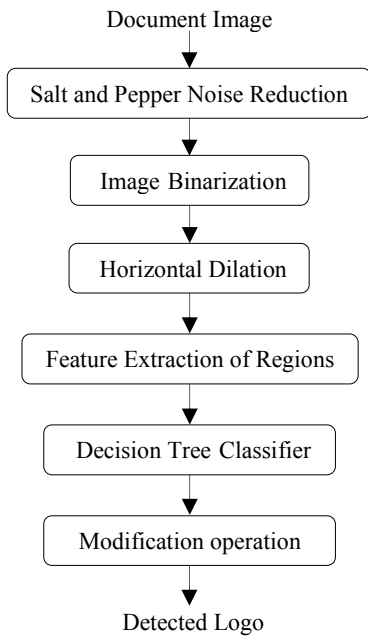 Document Image
Salt and Pepper Noise Reduction
Image Binarization
Horizontal Dilation
Feature Extraction of Regions
Decision Tree Classifier
Modification operation
Detected Logo